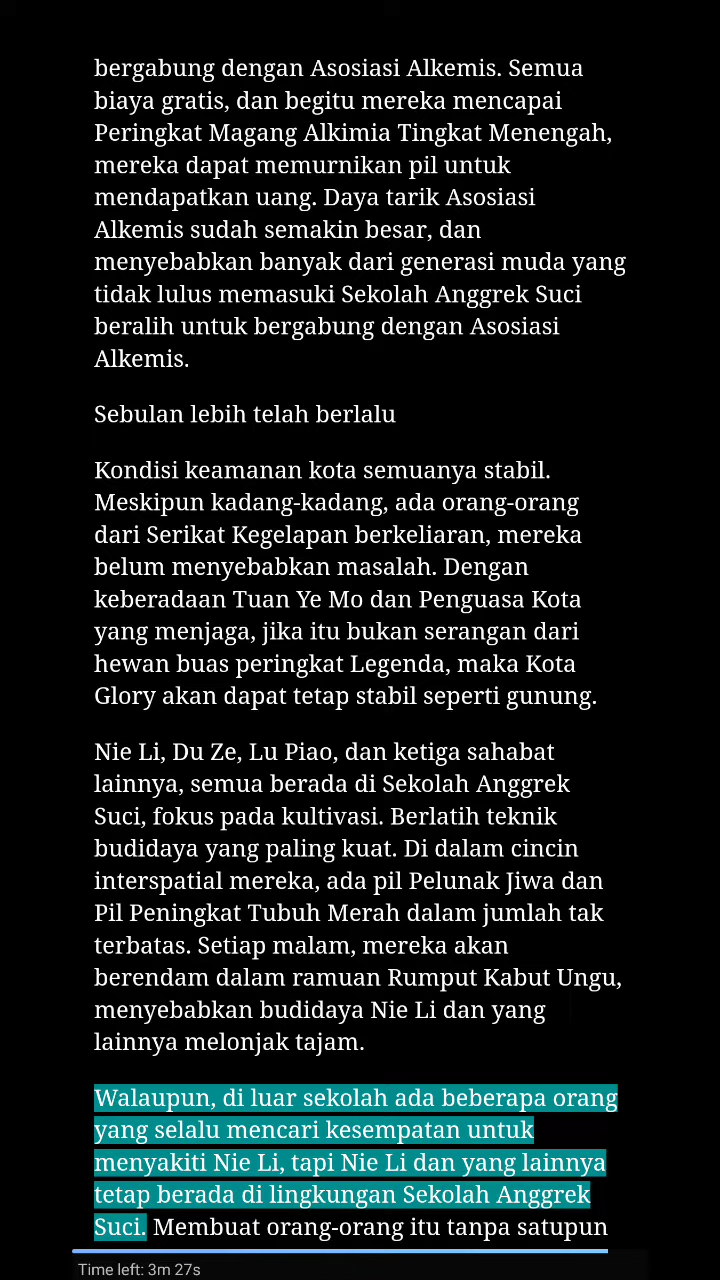 bergabung dengan Asosiasi Alkemis. Semua
biaya gratis, dan begitu mereka mencapai
Peringkat Magang Alkimia Tingkat Menengah,
mereka dapat memurnikan pil untuk
mendapatkan uang. Daya tarik Asosiasi
Alkemis sudah semakin besar, dan
menyebabkan banyak dari generasi muda yang
tidak lulus memasuki Sekolah Anggrek Suci
beralih untuk bergabung dengan Asosiasi
Alkemis.
Sebulan lebih telah berlalu
Kondisi keamanan kota semuanya stabil.
Meskipun kadang-kadang, ada orang-orang
dari Serikat Kegelapan berkeliaran, mereka
belum menyebabkan masalah. Dengan
keberadaan Tuan Ye Mo dan Penguasa Kota
yang menjaga, jika itu bukan serangan dari
hewan buas peringkat Legenda, maka Kota
Glory akan dapat tetap stabil seperti gunung.
Nie Li, Du Ze, Lu Piao, dan ketiga sahabat
lainnya, semua berada di Sekolah Anggrek
Suci, fokus pada kultivasi. Berlatih teknik
budidaya yang paling kuat. Di dalam cincin
interspatial mereka, ada pil Pelunak Jiwa dan
Pil Peningkat Tubuh Merah dalam jumlah tak
terbatas. Setiap malam, mereka akan
berendam dalam ramuan Rumput Kabut Ungu,
menyebabkan budidaya Nie Li dan yang
lainnya melonjak tajam.
Walaupun, di luar sekolah ada beberapa orang
yang selalu mencari kesempatan untuk
menyakiti Nie Li, tapi Nie Li dan yang lainnya
tetap berada di lingkungan Sekolah Anggrek
Suci. Membuat orang-orang itu tanpa satupun
Time left: 3m 27s